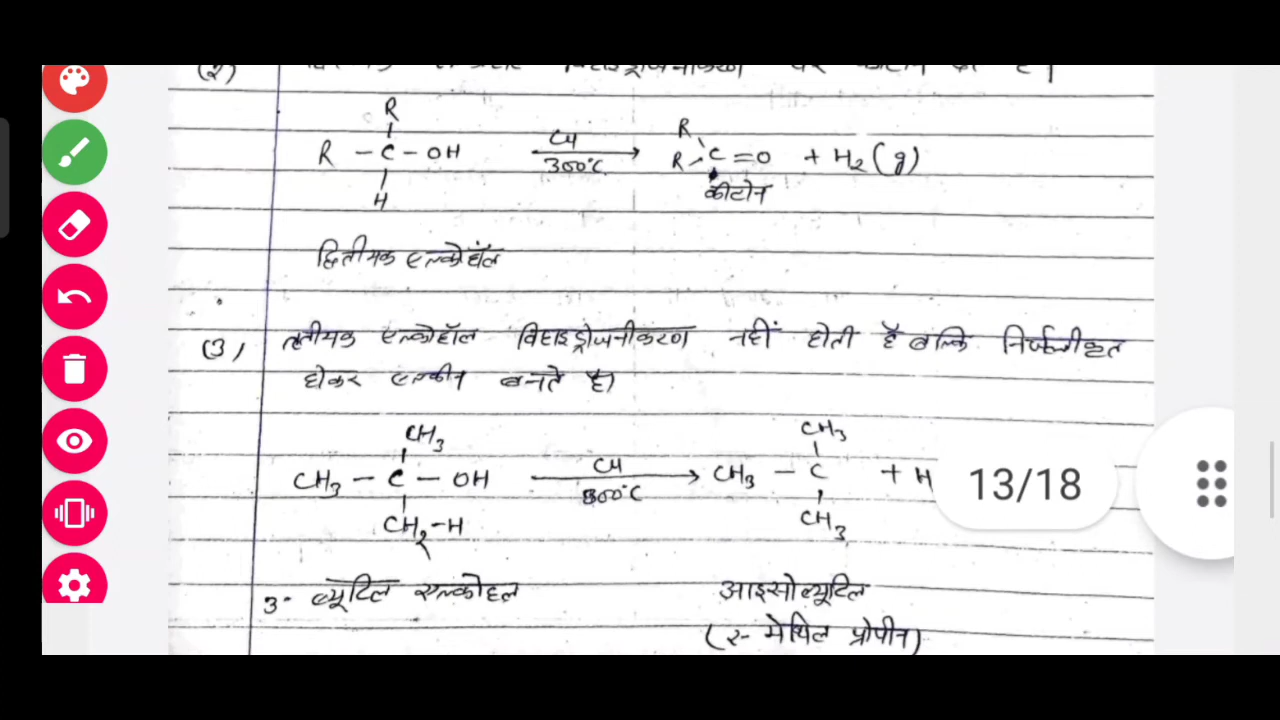 (2)
R
R – C – OH Cu 300°C → R R C = O + H₂ (g)
H
कीटोन
द्वितीयक एल्कोहॉल
(3) तृतीयक एल्कोहॉल विहाइड्रोजनीकरण नहीं होती है बल्कि निर्जलीकृत
होकर एल्कीन बनते है।
CH₃ CH₃
CH₃ – C – OH Cu 300°C → CH₃ – C + H
CH₂–H CH₃
13/18
3- ब्यूटिल एल्कोहल आइसोब्यूटिल
(2- मेथिल प्रोपीन)